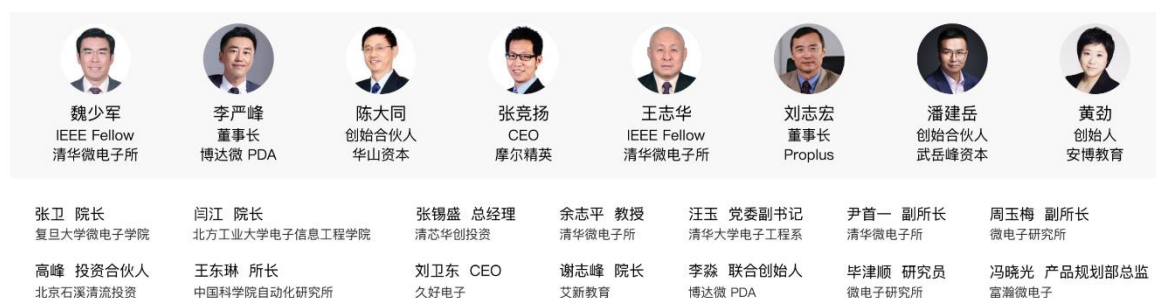 魏少军 李严峰 陈大同 张竞扬 王志华 刘志宏 潘建岳 黄劲
IEEE Fellow 董事长 创始合伙人 CEO IEEE Fellow 董事长 创始合伙人 创始人
清华微电子所 博达微 PDA 华山资本 摩尔精英 清华微电子所 Proplus 武岳峰资本 安博教育
张卫 院长 闫江 院长 张锡盛 总经理 余志平 教授 汪玉 党委副书记 尹首一 副所长 周玉梅 副所长
复旦大学微电子学院 北方工业大学电子信息工程学院 清芯华创投资 清华微电子所 清华大学电子工程系 清华微电子所 微电子研究所
高峰 投资合伙人 王东琳 所长 刘卫东 CEO 谢志峰 院长 李淼 联合创始人 毕津顺 研究员 冯晓光 产品规划部总监
北京石溪清流投资 中国科学院自动化研究所 久好电子 艾新教育 博达微 PDA 微电子研究所 富瀚微电子